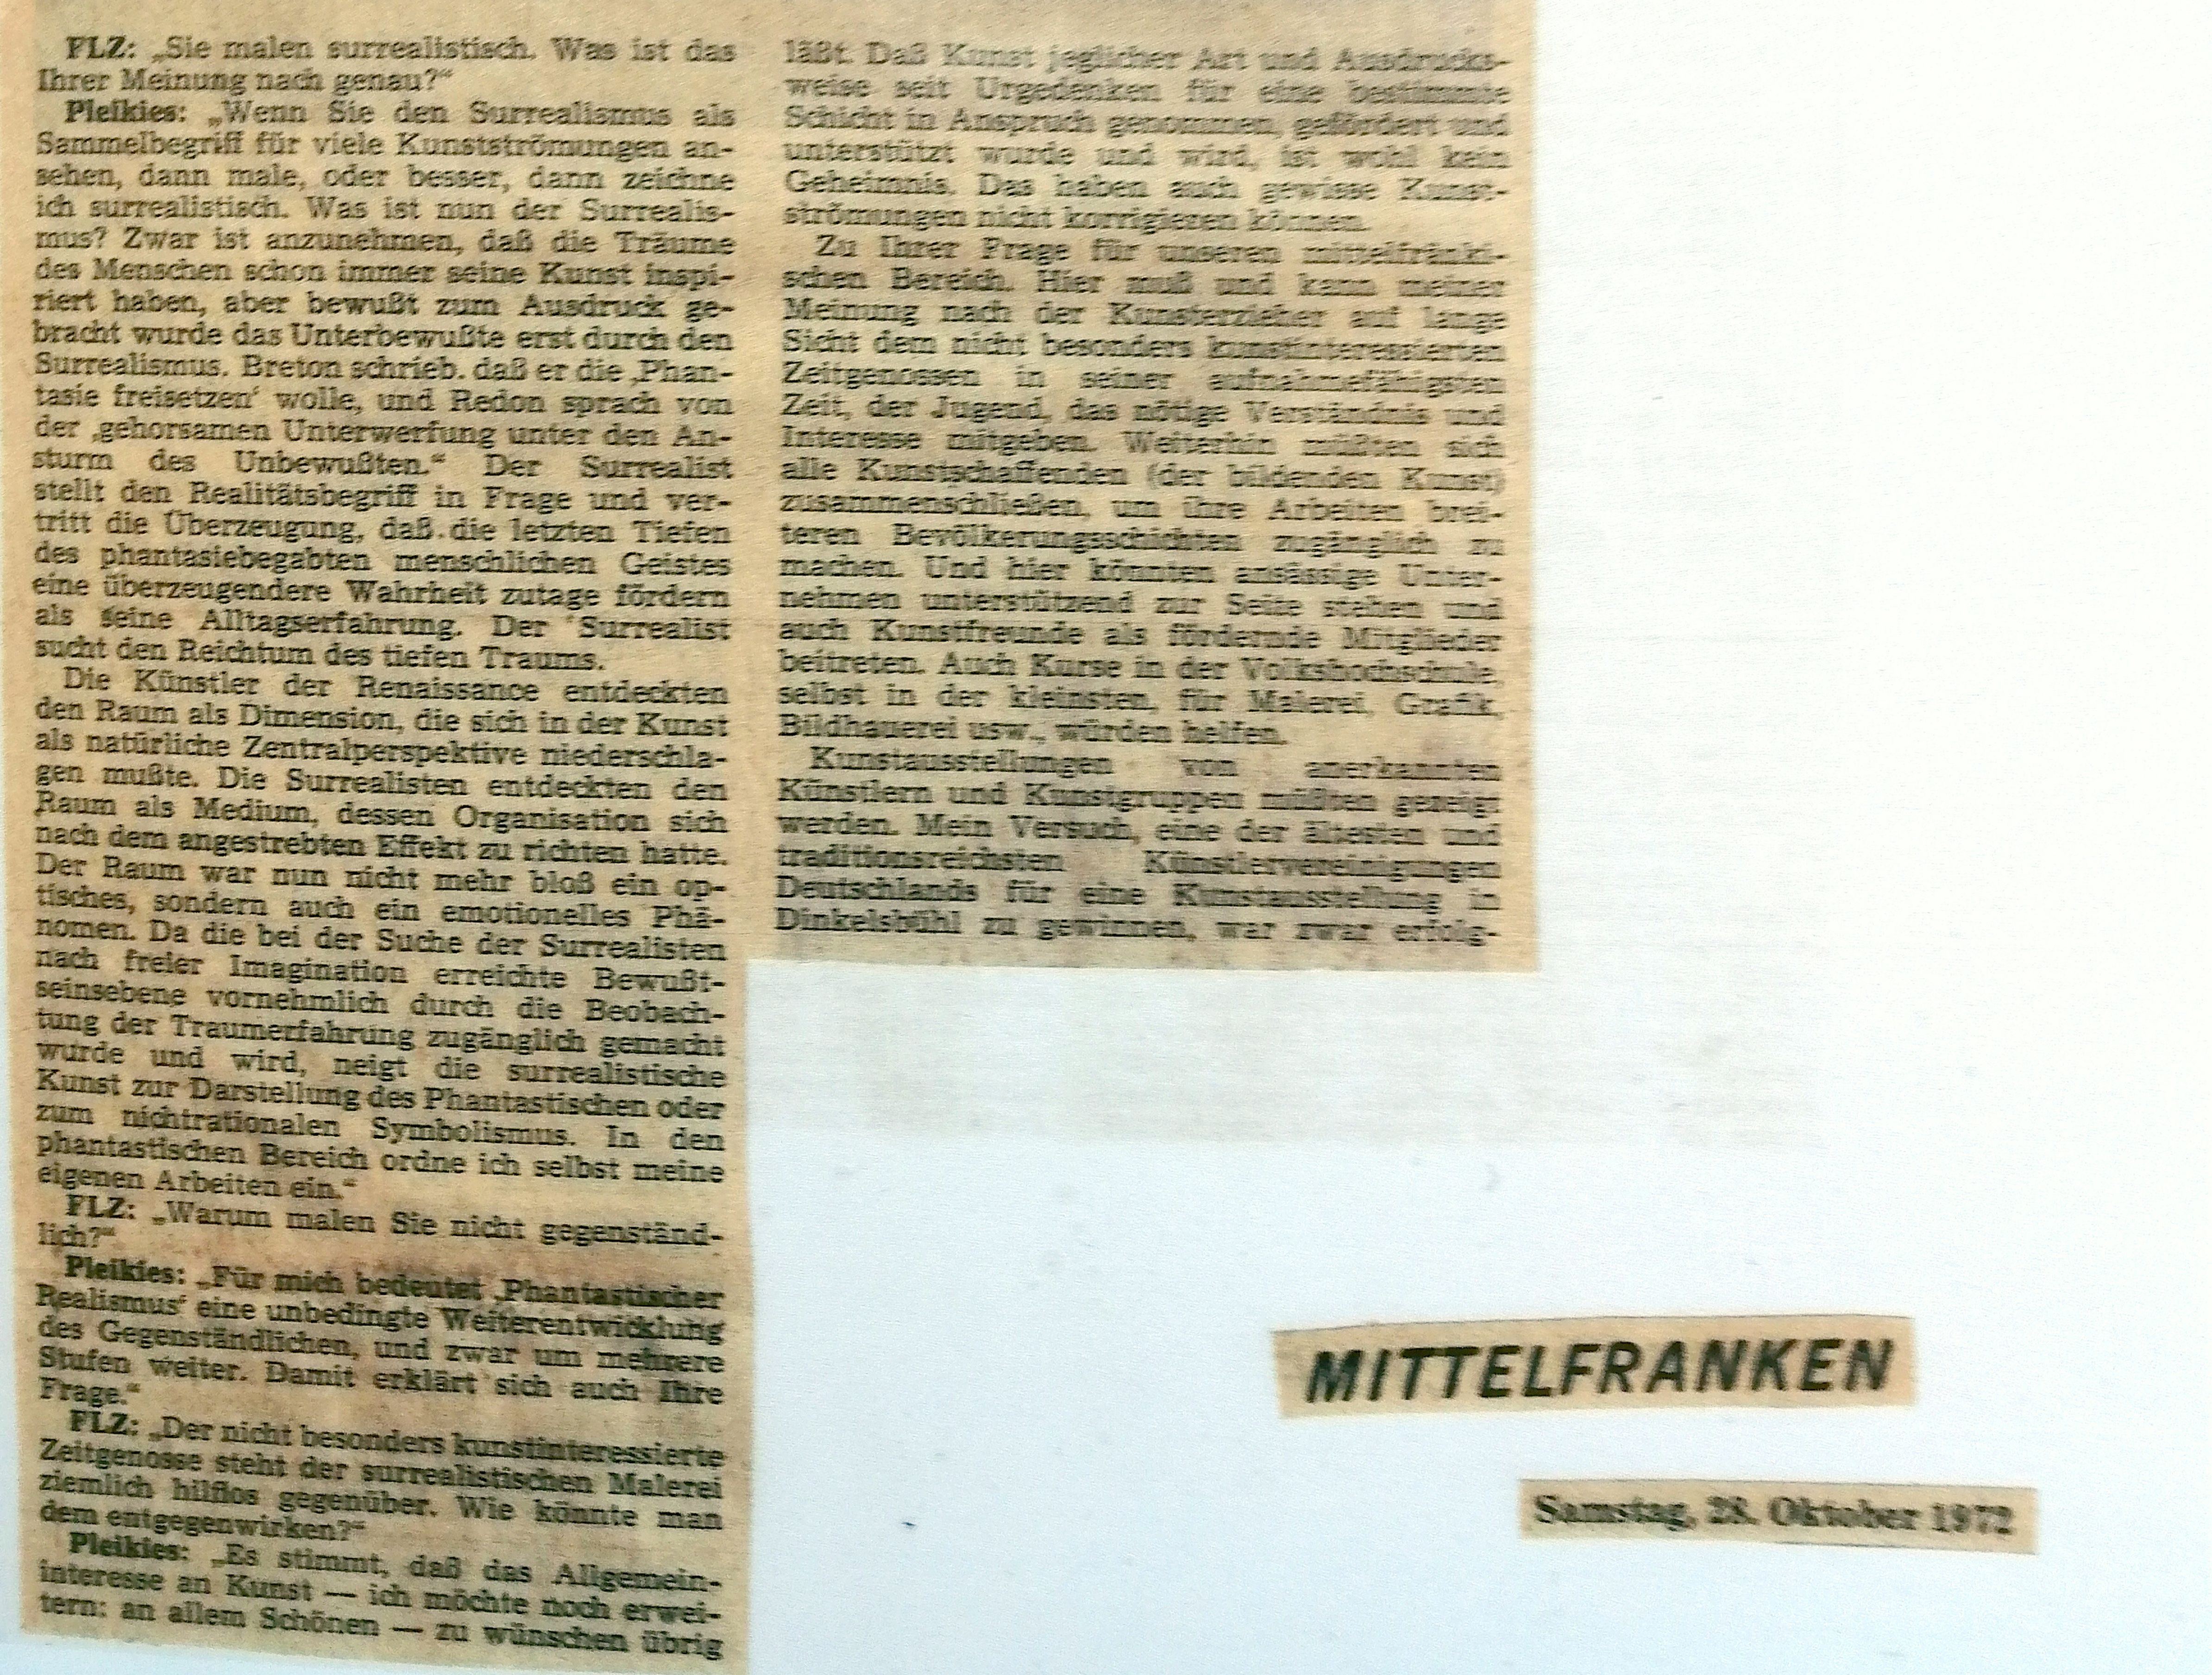 FLZ: „Sie malen surrealistisch. Was ist das
Ihrer Meinung nach genau?“
Pleikies: „Wenn Sie den Surrealismus als
Sammelbegriff für viele Kunstströmungen an-
sehen, dann male, oder besser, dann zeichne
ich surrealistisch. Was ist nun der Surrealis-
mus? Zwar ist anzunehmen, daß die Träume
des Menschen schon immer seine Kunst inspi-
riert haben, aber bewußt zum Ausdruck ge-
bracht wurde das Unterbewußte erst durch den
Surrealismus. Breton schrieb. daß er die ‚Phan-
tasie freisetzen‘ wolle, und Redon sprach von
der ‚gehorsamen Unterwerfung unter den An-
sturm des Unbewußten.“ Der Surrealist
stellt den Realitätsbegriff in Frage und ver-
tritt die Überzeugung, daß die letzten Tiefen
des phantasiebegabten menschlichen Geistes
eine überzeugendere Wahrheit zutage fördern
als seine Alltagserfahrung. Der Surrealist
sucht den Reichtum des tiefen Traums.
Die Künstler der Renaissance entdeckten
den Raum als Dimension, die sich in der Kunst
als natürliche Zentralperspektive niederschla-
gen mußte. Die Surrealisten entdeckten den
Raum als Medium, dessen Organisation sich
nach dem angestrebten Effekt zu richten hatte.
Der Raum war nun nicht mehr bloß ein op-
tisches, sondern auch ein emotionelles Phä-
nomen. Da die bei der Suche der Surrealisten
nach freier Imagination erreichte Bewußt-
seinsebene vornehmlich durch die Beobach-
tung der Traumerfahrung zugänglich gemacht
wurde und wird, neigt die surrealistische
Kunst zur Darstellung des Phantastischen oder
zum nichtrationalen Symbolismus. In den
phantastischen Bereich ordne ich selbst meine
eigenen Arbeiten ein.“
FLZ: „Warum malen Sie nicht gegenständ-
lich?“
Pleikies: „Für mich bedeutet ‚Phantastischer
Realismus‘ eine unbedingte Weiterentwicklung
des Gegenständlichen, und zwar um mehrere
Stufen weiter. Damit erklärt sich auch Ihre
Frage.“
FLZ: „Der nicht besonders kunstinteressierte
Zeitgenosse steht der surrealistischen Malerei
ziemlich hilflos gegenüber. Wie könnte man
dem entgegenwirken?“
Pleikies: „Es stimmt, daß das Allgemein-
interesse an Kunst — ich möchte noch erwei-
tern: an allem Schönen — zu wünschen übrig
läßt. Daß Kunst jeglicher Art und Ausdrucks-
weise seit Urgedenken für eine bestimmte
Schicht in Anspruch genommen, gefördert und
unterstützt wurde und wird, ist wohl kein
Geheimnis. Das haben auch gewisse Kunst-
strömungen nicht korrigieren können.
Zu Ihrer Frage für unseren mittelfränki-
schen Bereich. Hier muß und kann meiner
Meinung nach der Kunsterzieher auf lange
Sicht dem nicht besonders kunstinteressierten
Zeitgenossen in seiner aufnahmefähigsten
Zeit, der Jugend, das nötige Verständnis und
Interesse mitgeben. Weiterhin müßten sich
alle Kunstschaffenden (der bildenden Kunst)
zusammenschließen, um ihre Arbeiten brei-
teren Bevölkerungsschichten zugänglich zu
machen. Und hier könnten ansässige Unter-
nehmen unterstützend zur Seite stehen und
auch Kunstfreunde als fördernde Mitglieder
beitreten. Auch Kurse in der Volkshochschule,
selbst in der kleinsten, für Malerei, Grafik,
Bildhauerei usw., würden helfen.
Kunstausstellungen von anerkannten
Künstlern und Kunstgruppen müßten gezeigt
werden. Mein Versuch, eine der ältesten und
traditionsreichsten Künstlervereinigungen
Deutschlands für eine Kunstausstellung in
Dinkelsbühl zu gewinnen, war zwar erfolg-
MITTELFRANKEN
Samstag, 28. Oktober 1972